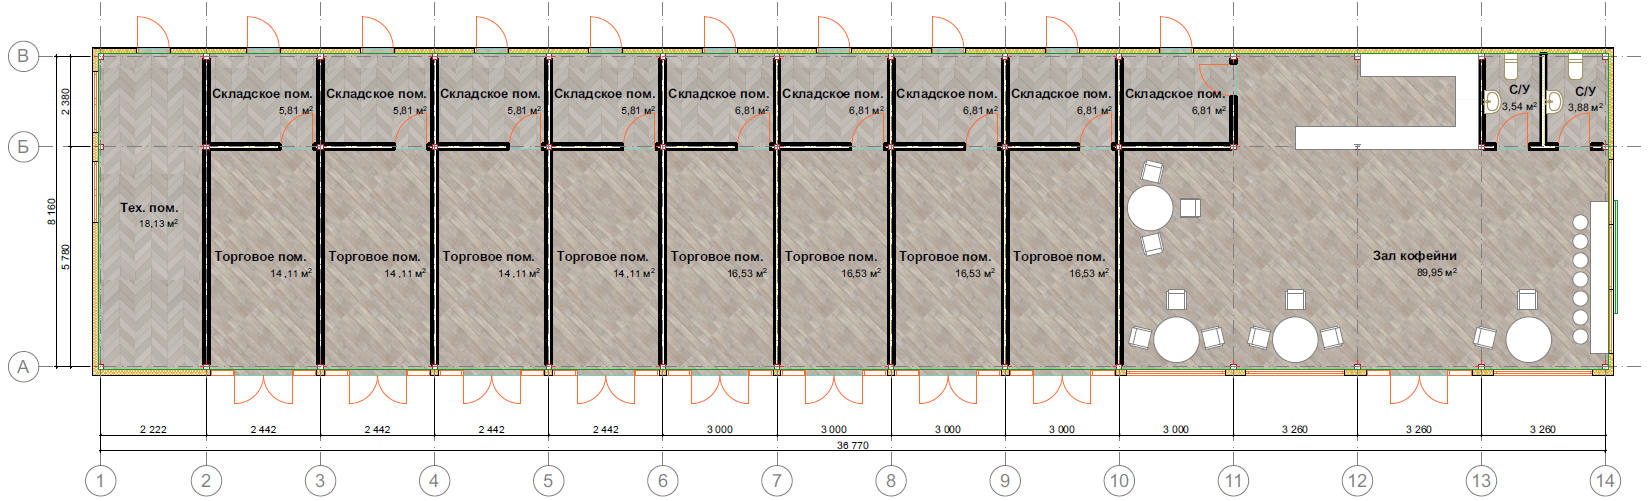 В
Б
А
2 380
8 160
5 780
Складское пом.
5,81 м²
Складское пом.
5,81 м²
Складское пом.
5,81 м²
Складское пом.
5,81 м²
Складское пом.
6,81 м²
Складское пом.
6,81 м²
Складское пом.
6,81 м²
Складское пом.
6,81 м²
Складское пом.
6,81 м²
С/У
3,54 м²
С/У
3,88 м²
Тех. пом.
18,13 м²
Торговое пом.
14,11 м²
Торговое пом.
14,11 м²
Торговое пом.
14,11 м²
Торговое пом.
14,11 м²
Торговое пом.
16,53 м²
Торговое пом.
16,53 м²
Торговое пом.
16,53 м²
Торговое пом.
16,53 м²
Зал кофейни
89,95 м²
2 222
2 442
2 442
2 442
2 442
3 000
3 000
3 000
3 000
3 000
3 260
3 260
3 260
36 770
1
2
3
4
5
6
7
8
9
10
11
12
13
14